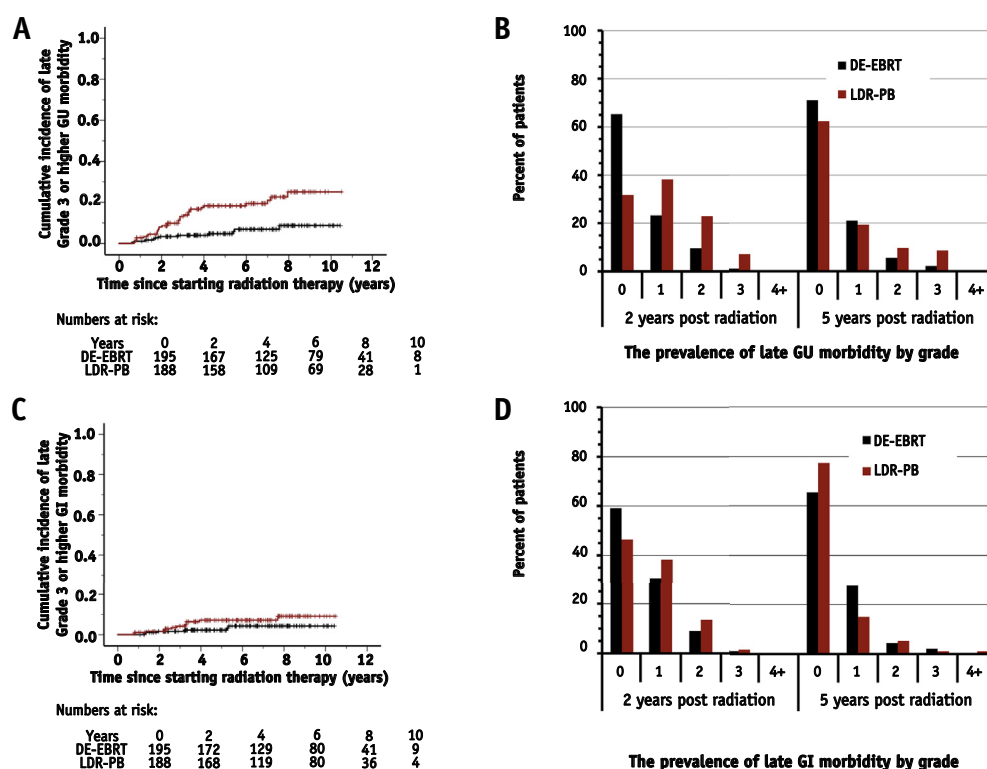 A
Cumulative incidence of late
Grade 3 or higher GU morbidity
1.0
0.8
0.6
0.4
0.2
0.0
0 2 4 6 8 10 12
Time since starting radiation therapy (years)
Numbers at risk:
Years 0 2 4 6 8 10
DE-EBRT 195 167 125 79 41 8
LDR-PB 188 158 109 69 28 1
B
Percent of patients
100
80
60
40
20
0
DE-EBRT
LDR-PB
0 1 2 3 4+ 0 1 2 3 4+
2 years post radiation 5 years post radiation
The prevalence of late GU morbidity by grade
C
Cumulative incidence of late
Grade 3 or higher GI morbidity
1.0
0.8
0.6
0.4
0.2
0.0
0 2 4 6 8 10 12
Time since starting radiation therapy (years)
Numbers at risk:
Years 0 2 4 6 8 10
DE-EBRT 195 172 129 80 41 9
LDR-PB 188 168 119 80 36 4
D
Percent of patients
100
80
60
40
20
0
DE-EBRT
LDR-PB
0 1 2 3 4+ 0 1 2 3 4+
2 years post radiation 5 years post radiation
The prevalence of late GI morbidity by grade